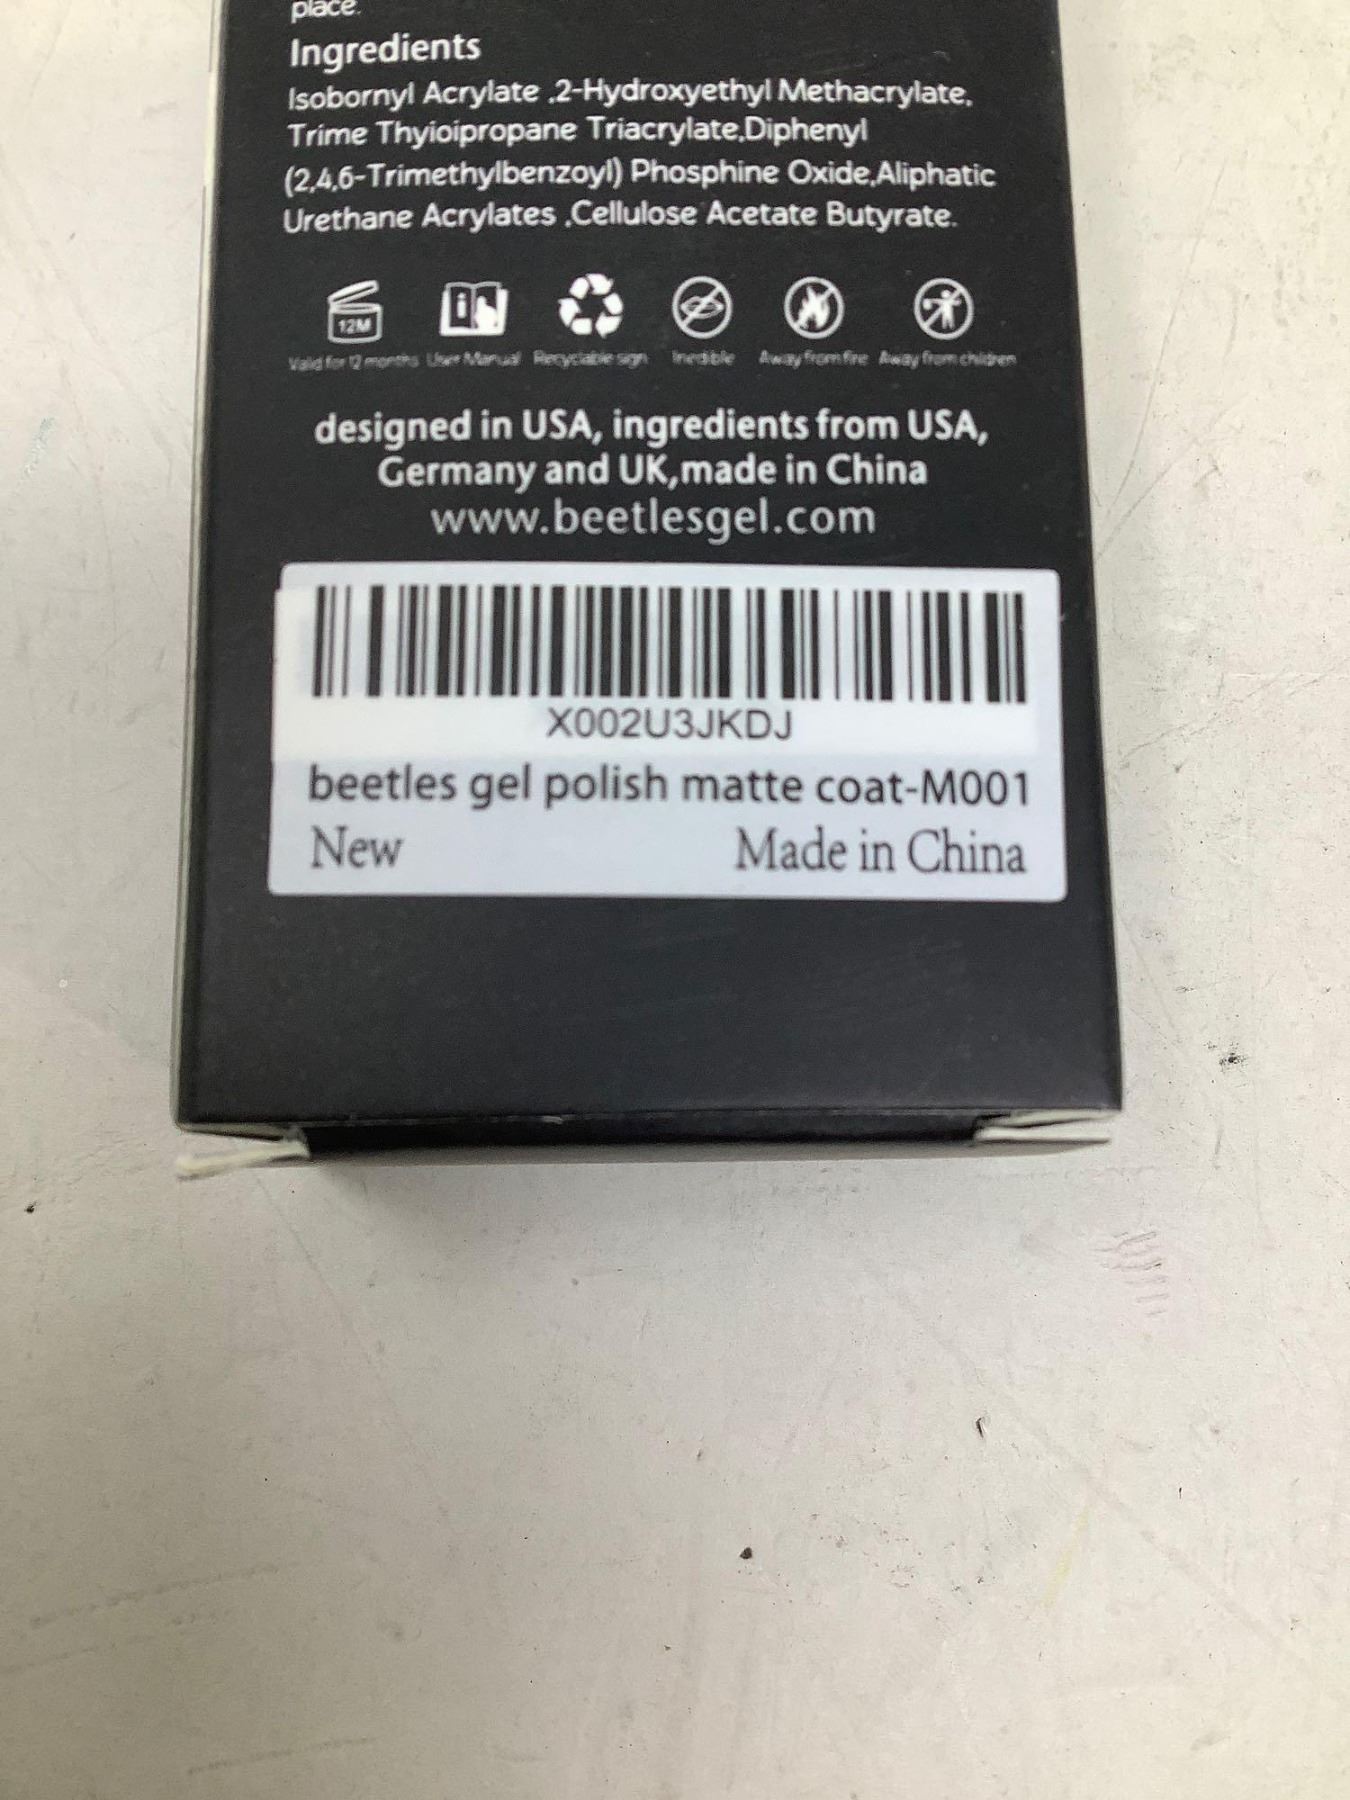 place.
Ingredients
Isobornyl Acrylate ,2-Hydroxyethyl Methacrylate,
Trime Thyioipropane Triacrylate,Diphenyl
(2,4,6-Trimethylbenzoyl) Phosphine Oxide,Aliphatic
Urethane Acrylates ,Cellulose Acetate Butyrate.
12M
Valid for 12 months User Manual Recyclable sign Inedible Away from fire Away from children
designed in USA, ingredients from USA,
Germany and UK,made in China
www.beetlesgel.com
X002U3JKDJ
beetles gel polish matte coat-M001
New Made in China